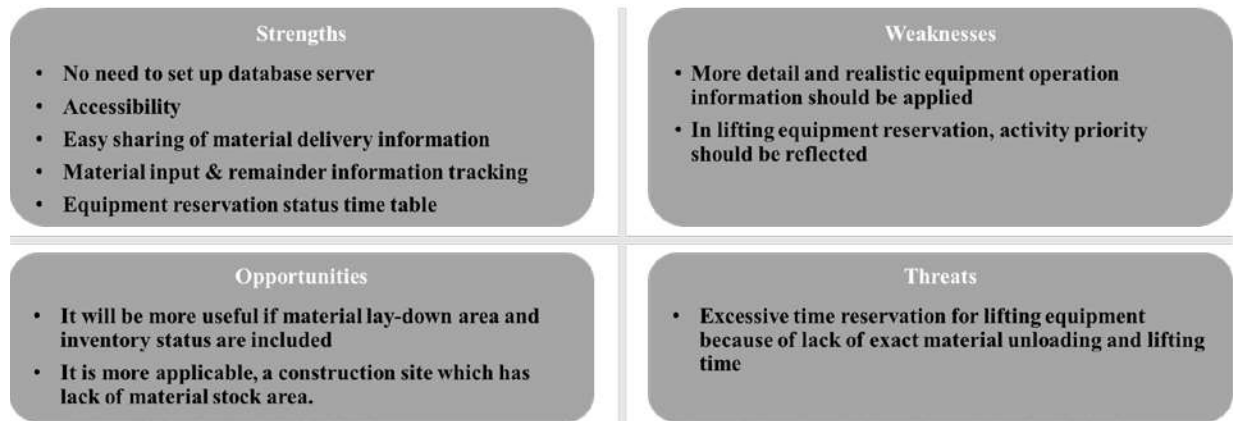 Strengths
• No need to set up database server
• Accessibility
• Easy sharing of material delivery information
• Material input & remainder information tracking
• Equipment reservation status time table
Weaknesses
• More detail and realistic equipment operation
information should be applied
• In lifting equipment reservation, activity priority
should be reflected
Opportunities
• It will be more useful if material lay-down area and
inventory status are included
• It is more applicable, a construction site which has
lack of material stock area.
Threats
• Excessive time reservation for lifting equipment
because of lack of exact material unloading and lifting
time